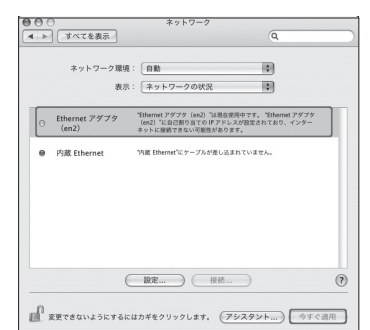 ネットワーク
すべてを表示
ネットワーク環境： 自動
表示： ネットワークの状況
Ethernet アダプタ (en2)
"Ethernet アダプタ（en2）"は現在使用中です。"Ethernet アダプタ
（en2）"に自己割り当ての IP アドレスが設定されており、インター
ネットに接続できない可能性があります。
内蔵 Ethernet
"内蔵 Ethernet"にケーブルが差し込まれていません。
設定... 接続... ?
変更できないようにするにはカギをクリックします。 アシスタント... 今すぐ適用